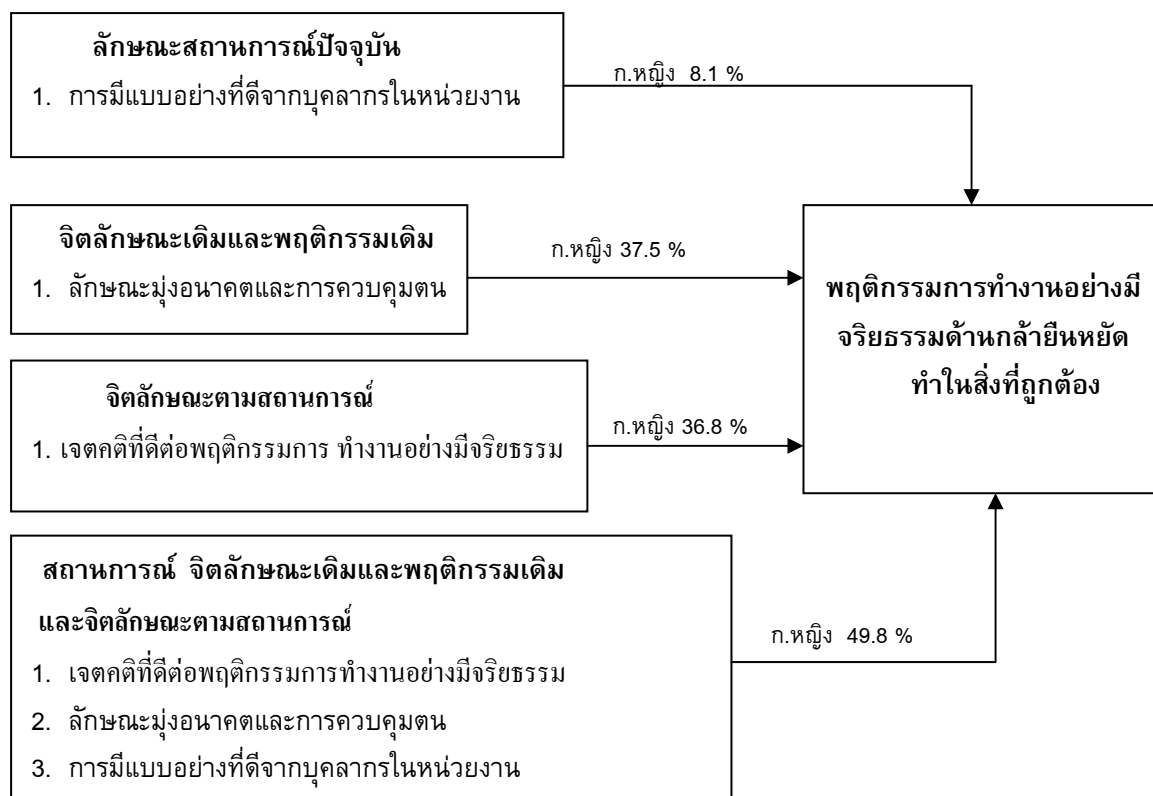 ลักษณะสถานการณ์ปัจจุบัน
1. การมีแบบอย่างที่ดีจากบุคลากรในหน่วยงาน
ก.หญิง 8.1 %
จิตลักษณะเดิมและพฤติกรรมเดิม
1. ลักษณะมุ่งอนาคตและการควบคุมตน
ก.หญิง 37.5 %
จิตลักษณะตามสถานการณ์
1. เจตคติที่ดีต่อพฤติกรรมการ ทำงานอย่างมีจริยธรรม
ก.หญิง 36.8 %
สถานการณ์ จิตลักษณะเดิมและพฤติกรรมเดิม
และจิตลักษณะตามสถานการณ์
1. เจตคติที่ดีต่อพฤติกรรมการทำงานอย่างมีจริยธรรม
2. ลักษณะมุ่งอนาคตและการควบคุมตน
3. การมีแบบอย่างที่ดีจากบุคลากรในหน่วยงาน
ก.หญิง 49.8 %
พฤติกรรมการทำงานอย่างมี
จริยธรรมด้านกล้ายืนหยัด
ทำในสิ่งที่ถูกต้อง